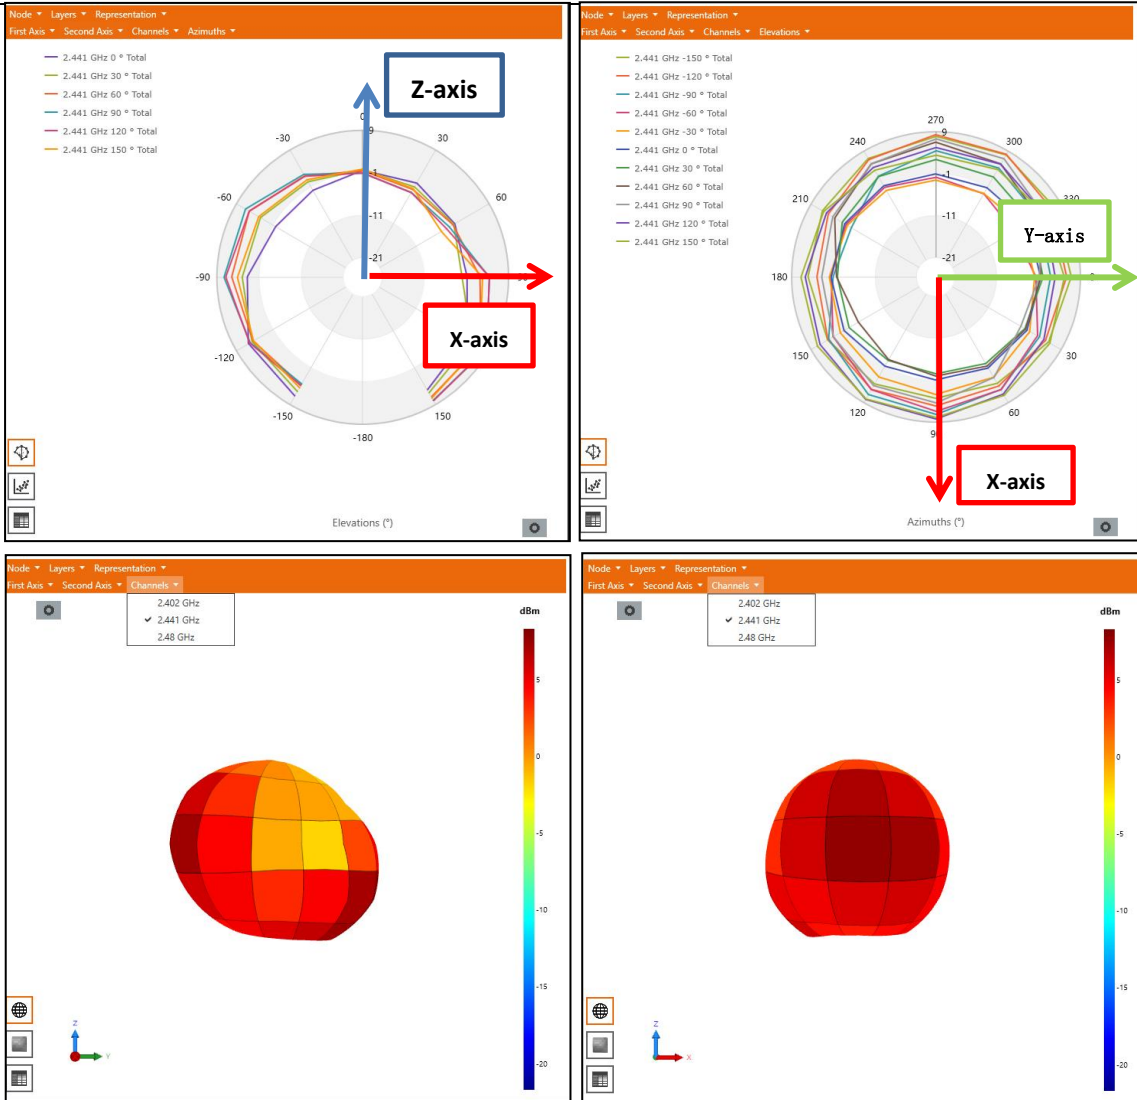 Node Layers Representation
First Axis Second Axis Channels Azimuths
2.441 GHz 0 ° Total
2.441 GHz 30 ° Total
2.441 GHz 60 ° Total
2.441 GHz 90 ° Total
2.441 GHz 120 ° Total
2.441 GHz 150 ° Total
Z-axis
X-axis
0
30
60
150
-180
-150
-120
-90
-60
-30
9
-1
-11
-21
Elevations (°)
Node Layers Representation
First Axis Second Axis Channels Elevations
2.441 GHz -150 ° Total
2.441 GHz -120 ° Total
2.441 GHz -90 ° Total
2.441 GHz -60 ° Total
2.441 GHz -30 ° Total
2.441 GHz 0 ° Total
2.441 GHz 30 ° Total
2.441 GHz 60 ° Total
2.441 GHz 90 ° Total
2.441 GHz 120 ° Total
2.441 GHz 150 ° Total
Y-axis
X-axis
270
300
330
30
60
120
150
180
210
240
9
-1
-11
-21
Azimuths (°)
Node Layers Representation
First Axis Second Axis Channels
2.402 GHz
2.441 GHz
2.48 GHz
dBm
5
0
-5
-10
-15
-20
Z
Y
Node Layers Representation
First Axis Second Axis Channels
2.402 GHz
2.441 GHz
2.48 GHz
dBm
5
0
-5
-10
-15
-20
Z
X